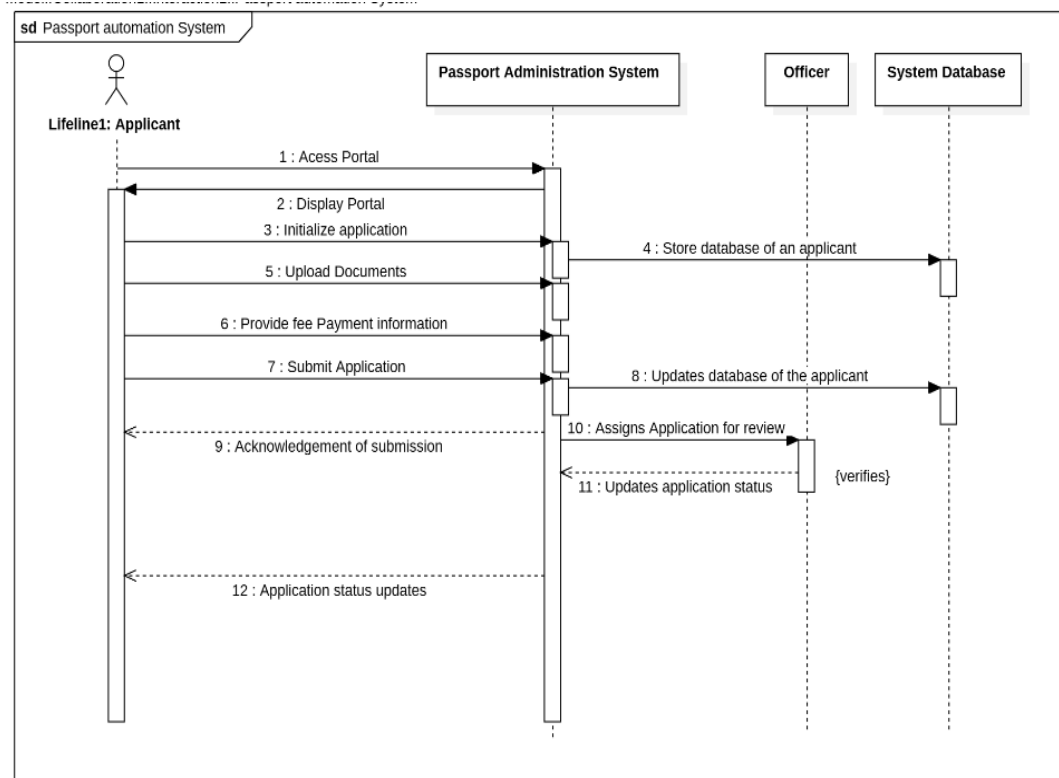 sd Passport automation System
Passport Administration System
Officer
System Database
Lifeline1: Applicant
1 : Acess Portal
2 : Display Portal
3 : Initialize application
4 : Store database of an applicant
5 : Upload Documents
6 : Provide fee Payment information
7 : Submit Application
8 : Updates database of the applicant
9 : Acknowledgement of submission
10 : Assigns Application for review
11 : Updates application status
{verifies}
12 : Application status updates